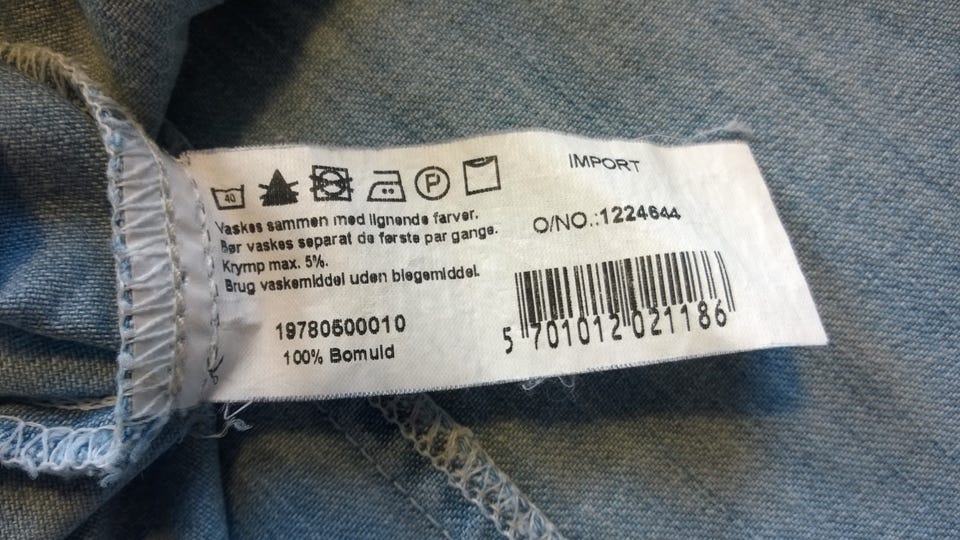 40
P
IMPORT
Vaskes sammen med lignende farver.
Bør vaskes separat de første par gange.
Krymp max. 5%.
Brug vaskemiddel uden blegemiddel.
O/NO.:1224644
19780600010
100% Bomuld
5 701012 021186